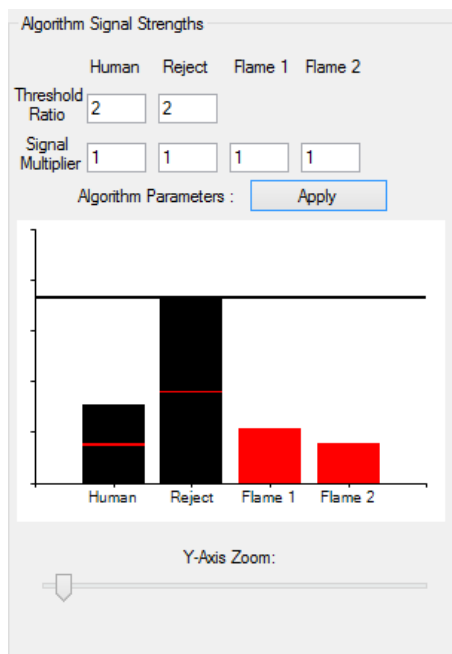 Algorithm Signal Strengths
Human Reject Flame 1 Flame 2
Threshold
Ratio 2 2
Signal
Multiplier 1 1 1 1
Algorithm Parameters : Apply
Human Reject Flame 1 Flame 2
Y-Axis Zoom: